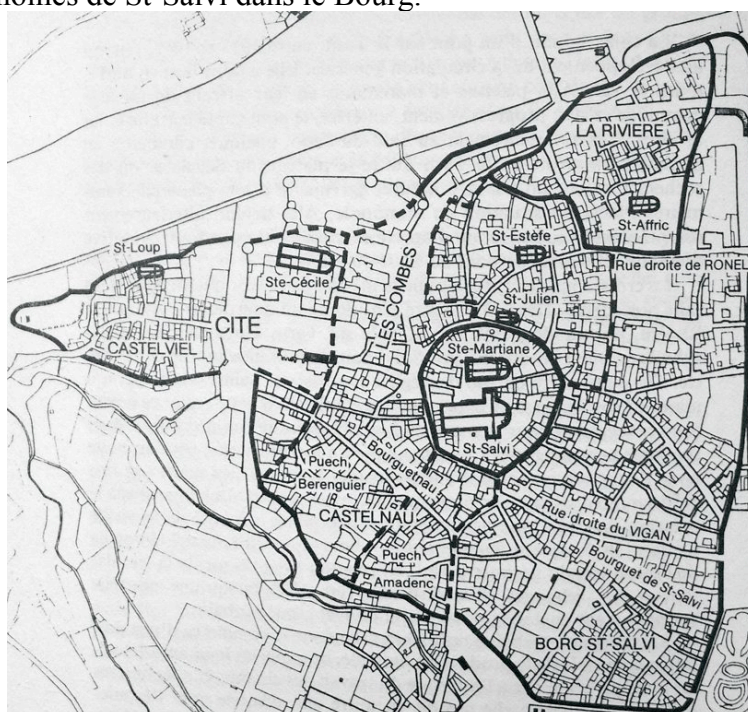 noines de St-Salvi dans le Bourg.
LA RIVIERE
St-Affric
St-Loup
St-Estèfe
Ste-Cécile
Rue droite de RONEL
LES COMBES
St-Julien
CITE
CASTELVIEL
Ste-Martiane
St-Salvi
Bourguetnau
Puech
Berenguier
Rue droite du VIGAN
CASTELNAU
Bourguet de St-Salvi
Puech
Amadenc
BORC ST-SALVI